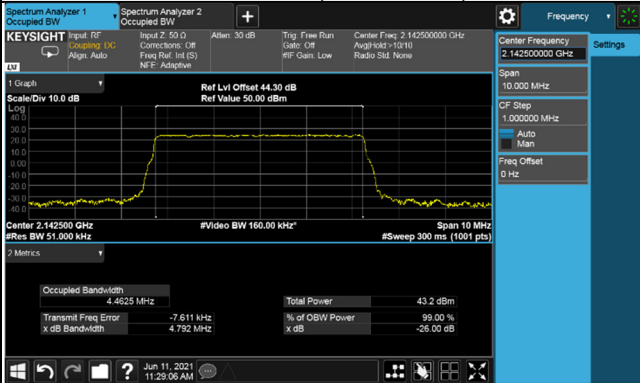 Spectrum Analyzer 1
Occupied BW
Spectrum Analyzer 2
Occupied BW
+
Frequency
KEYSIGHT
LXI
Input: RF
Coupling: DC
Align: Auto
Input Z: 50 Ω
Corrections: Off
Freq Ref: Int (S)
NFE: Adaptive
Atten: 30 dB
Trig: Free Run
Gate: Off
#IF Gain: Low
Center Freq: 2.142500000 GHz
Avg|Hold:>10/10
Radio Std: None
Center Frequency
2.142500000 GHz
Settings
Span
10.000 MHz
CF Step
1.000000 MHz
Auto
Man
Freq Offset
0 Hz
1 Graph
Scale/Div 10.0 dB
Ref Lvl Offset 44.30 dB
Ref Value 50.00 dBm
Log
40.0
30.0
20.0
10.0
0.00
-10.0
-20.0
-30.0
-40.0
Center 2.142500 GHz
#Video BW 160.00 kHz*
Span 10 MHz
#Res BW 51.000 kHz
#Sweep 300 ms (1001 pts)
2 Metrics
Occupied Bandwidth
4.4625 MHz
Total Power 43.2 dBm
Transmit Freq Error -7.611 kHz
% of OBW Power 99.00 %
x dB Bandwidth 4.792 MHz
x dB -26.00 dB
?
Jun 11, 2021
11:29:06 AM